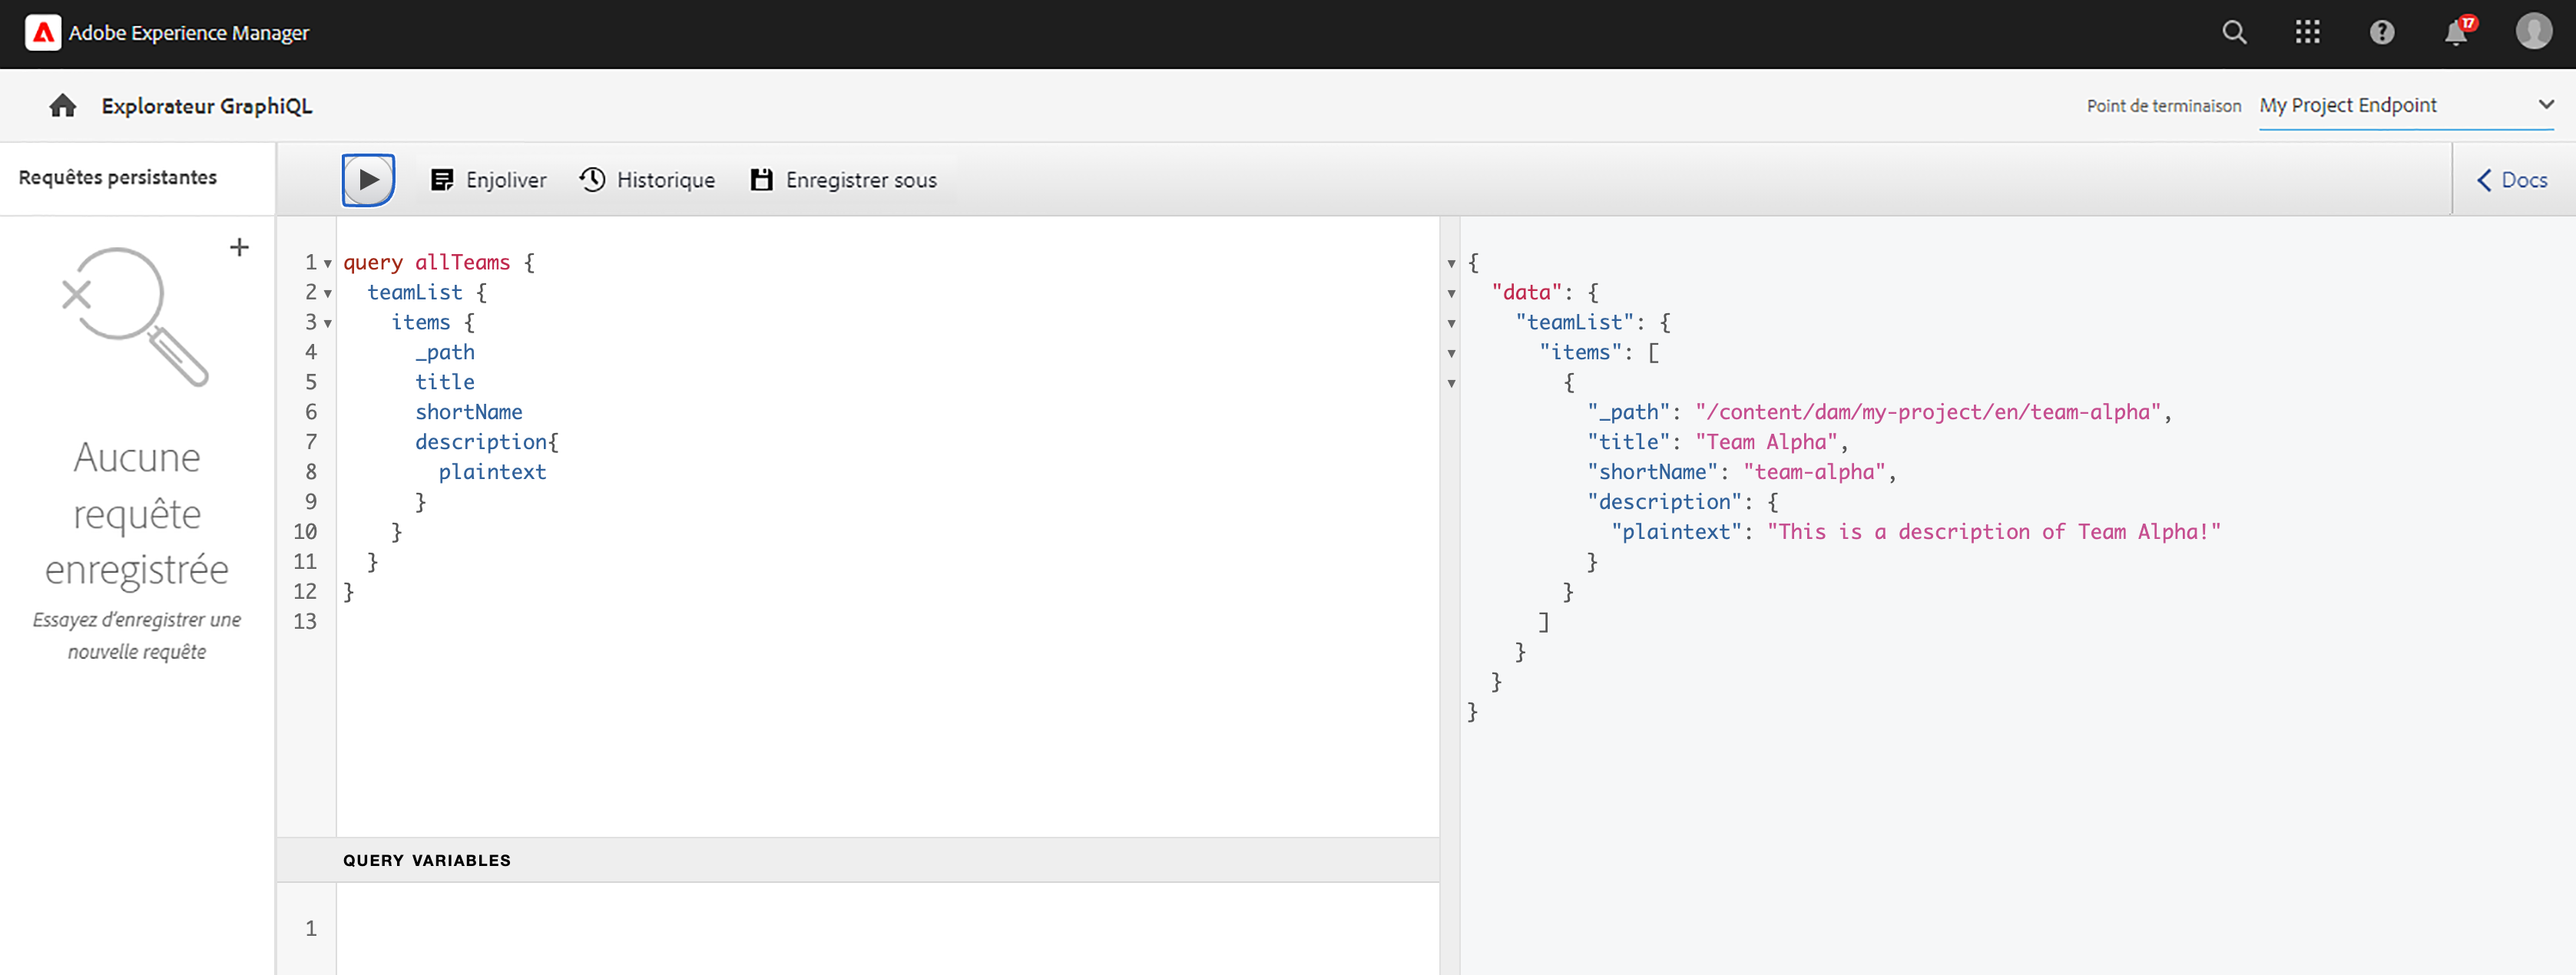 Adobe Experience Manager
17
Explorateur GraphiQL
Point de terminaison My Project Endpoint
Requêtes persistantes
Enjoliver Historique Enregistrer sous
Docs
Aucune
requête
enregistrée
Essayez d'enregistrer une
nouvelle requête
1 query allTeams {
2 teamList {
3 items {
4 _path
5 title
6 shortName
7 description{
8 plaintext
9 }
10 }
11 }
12 }
13
QUERY VARIABLES
1
{
"data": {
"teamList": {
"items": [
{
"_path": "/content/dam/my-project/en/team-alpha",
"title": "Team Alpha",
"shortName": "team-alpha",
"description": {
"plaintext": "This is a description of Team Alpha!"
}
}
]
}
}
}